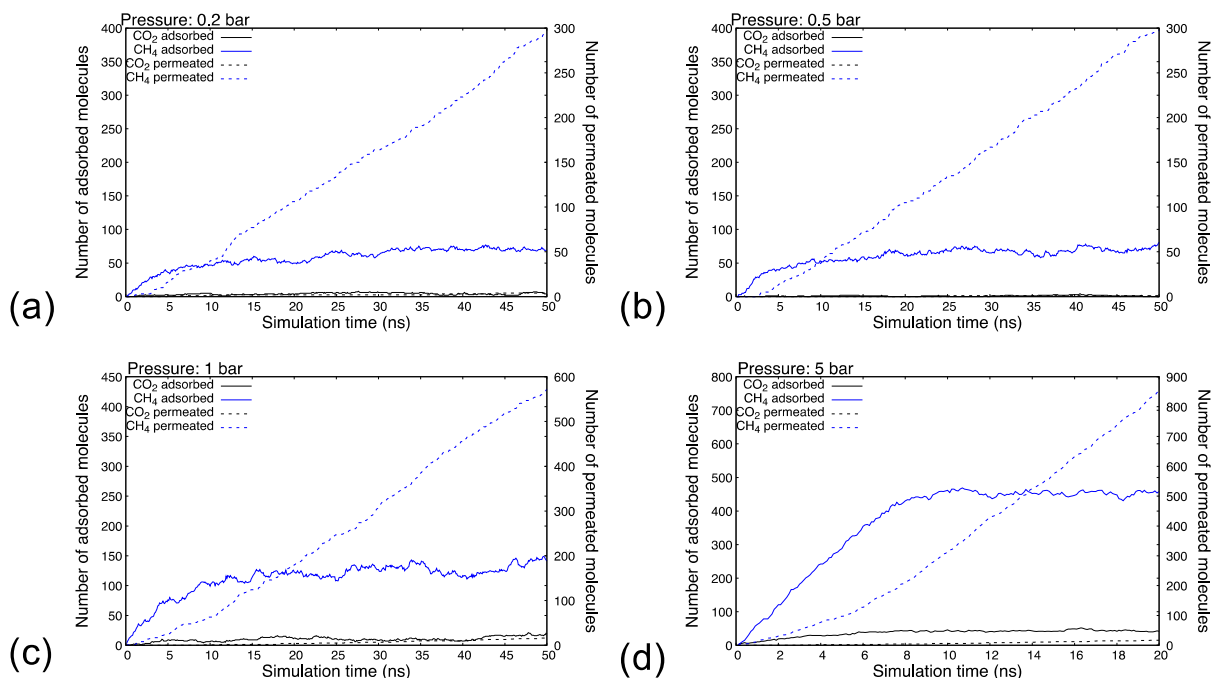 Pressure: 0.2 bar
CO₂ adsorbed
CH₄ adsorbed
CO₂ permeated
CH₄ permeated
Number of adsorbed molecules
Number of permeated molecules
400
350
300
250
200
150
100
50
0
300
250
200
150
100
50
0
0 5 10 15 20 25 30 35 40 45 50
Simulation time (ns)
(a)
Pressure: 0.5 bar
CO₂ adsorbed
CH₄ adsorbed
CO₂ permeated
CH₄ permeated
Number of adsorbed molecules
Number of permeated molecules
400
350
300
250
200
150
100
50
0
300
250
200
150
100
50
0
0 5 10 15 20 25 30 35 40 45 50
Simulation time (ns)
(b)
Pressure: 1 bar
CO₂ adsorbed
CH₄ adsorbed
CO₂ permeated
CH₄ permeated
Number of adsorbed molecules
Number of permeated molecules
450
400
350
300
250
200
150
100
50
0
600
500
400
300
200
100
0
0 5 10 15 20 25 30 35 40 45 50
Simulation time (ns)
(c)
Pressure: 5 bar
CO₂ adsorbed
CH₄ adsorbed
CO₂ permeated
CH₄ permeated
Number of adsorbed molecules
Number of permeated molecules
800
700
600
500
400
300
200
100
0
900
800
700
600
500
400
300
200
100
0
0 2 4 6 8 10 12 14 16 18 20
Simulation time (ns)
(d)